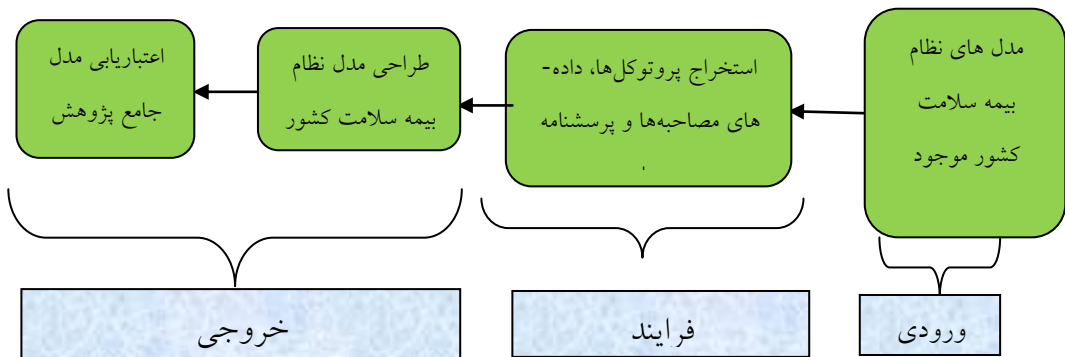 مدل های نظام
بیمه سلامت
کشور موجود
استخراج پروتوکل‌ها، داده-
های مصاحبه‌ها و پرسشنامه
طراحی مدل نظام
بیمه سلامت کشور
اعتباریابی مدل
جامع پژوهش
ورودی
فرایند
خروجی